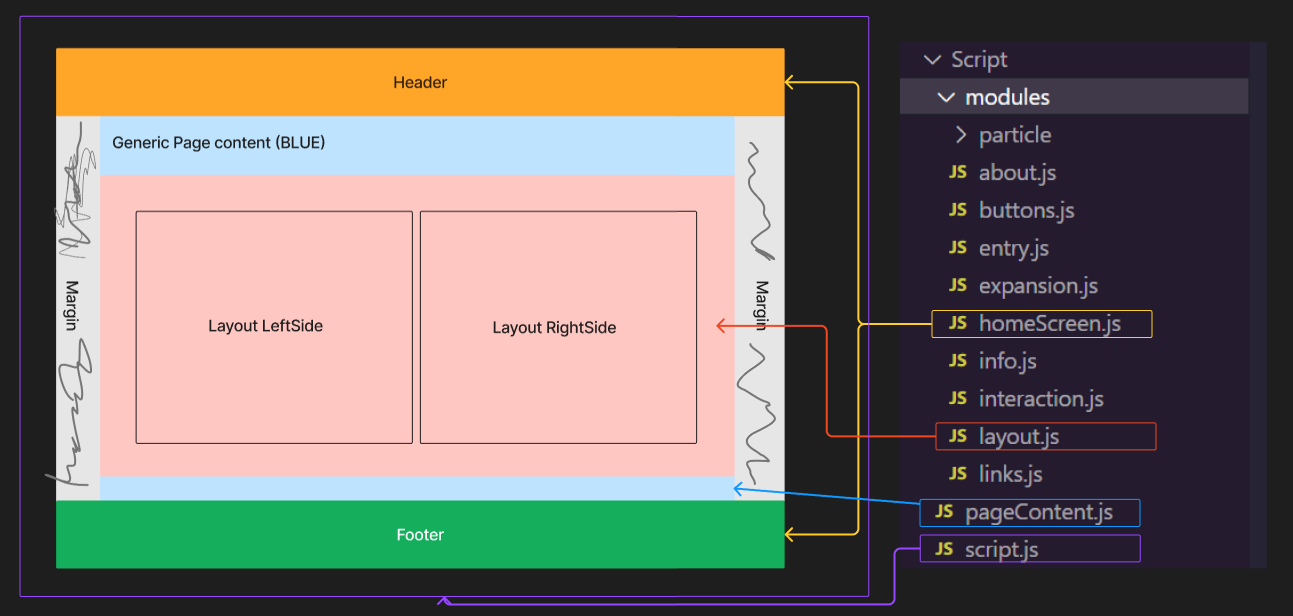 Header
Generic Page content (BLUE)
Margin
Layout LeftSide
Layout RightSide
Margin
Footer
Script
modules
particle
JS about.js
JS buttons.js
JS entry.js
JS expansion.js
JS homeScreen.js
JS info.js
JS interaction.js
JS layout.js
JS links.js
JS pageContent.js
JS script.js